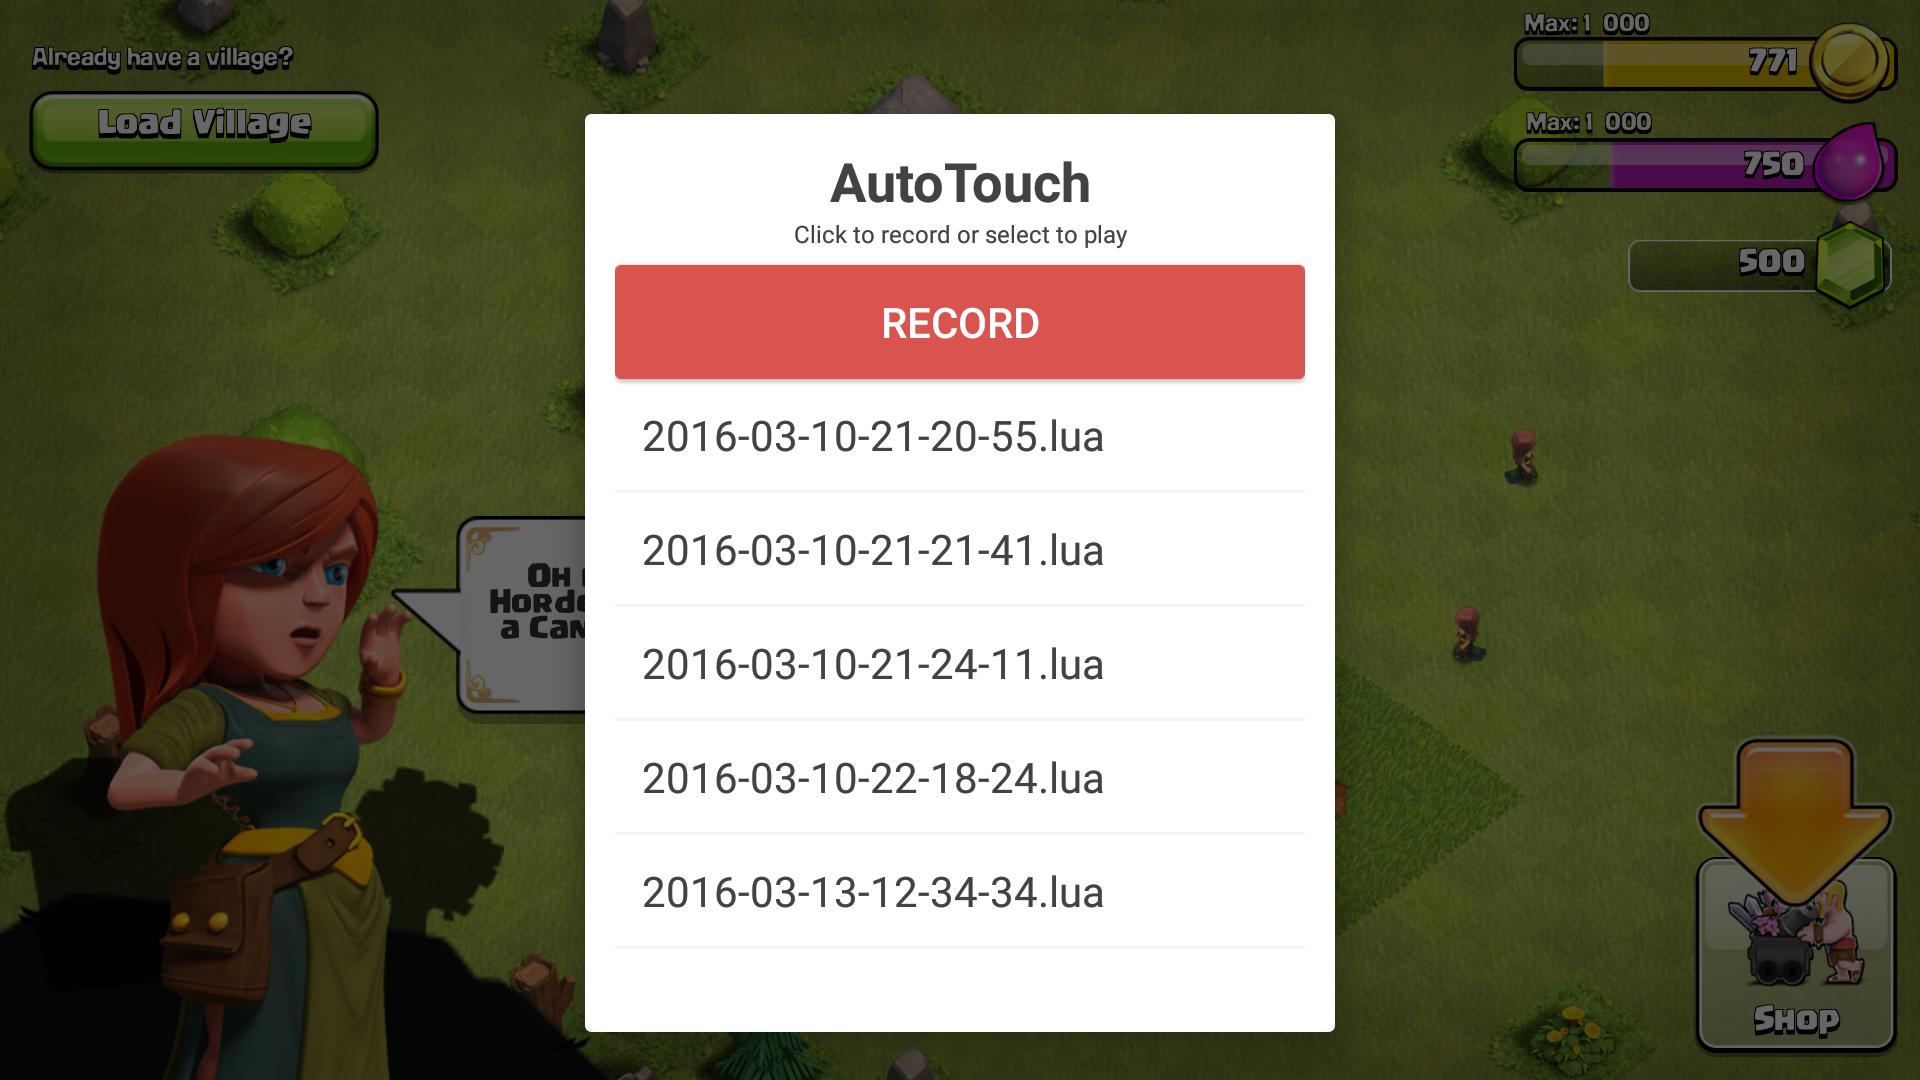 Already have a village?
Load Village
Max: 1 000
771
Max: 1 000
750
500
AutoTouch
Click to record or select to play
RECORD
2016-03-10-21-20-55.lua
2016-03-10-21-21-41.lua
2016-03-10-21-24-11.lua
2016-03-10-22-18-24.lua
2016-03-13-12-34-34.lua
Oh
a
Shop